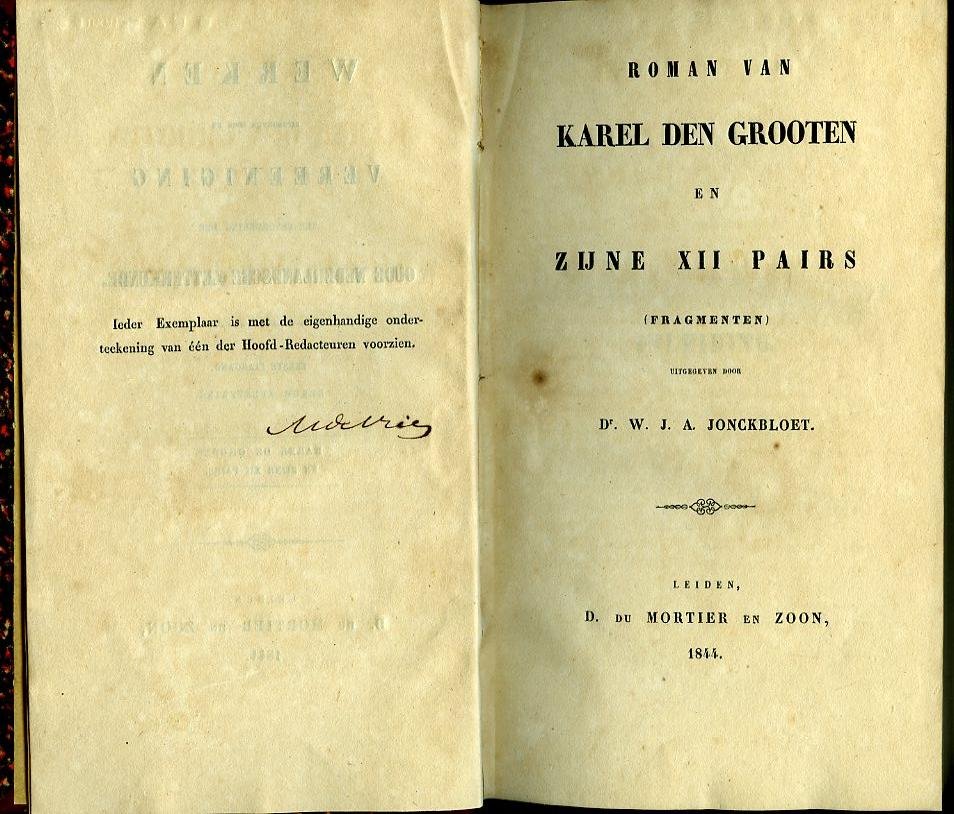 Ieder Exemplaar is met de eigenhandige onder-
teekening van één der Hoofd-Redacteuren voorzien.
MdeVries
ROMAN VAN
KAREL DEN GROOTEN
EN
ZIJNE XII PAIRS
(FRAGMENTEN)
UITGEGEVEN DOOR
Dr. W. J. A. JONCKBLOET.
LEIDEN,
D. DU MORTIER EN ZOON,
1844.